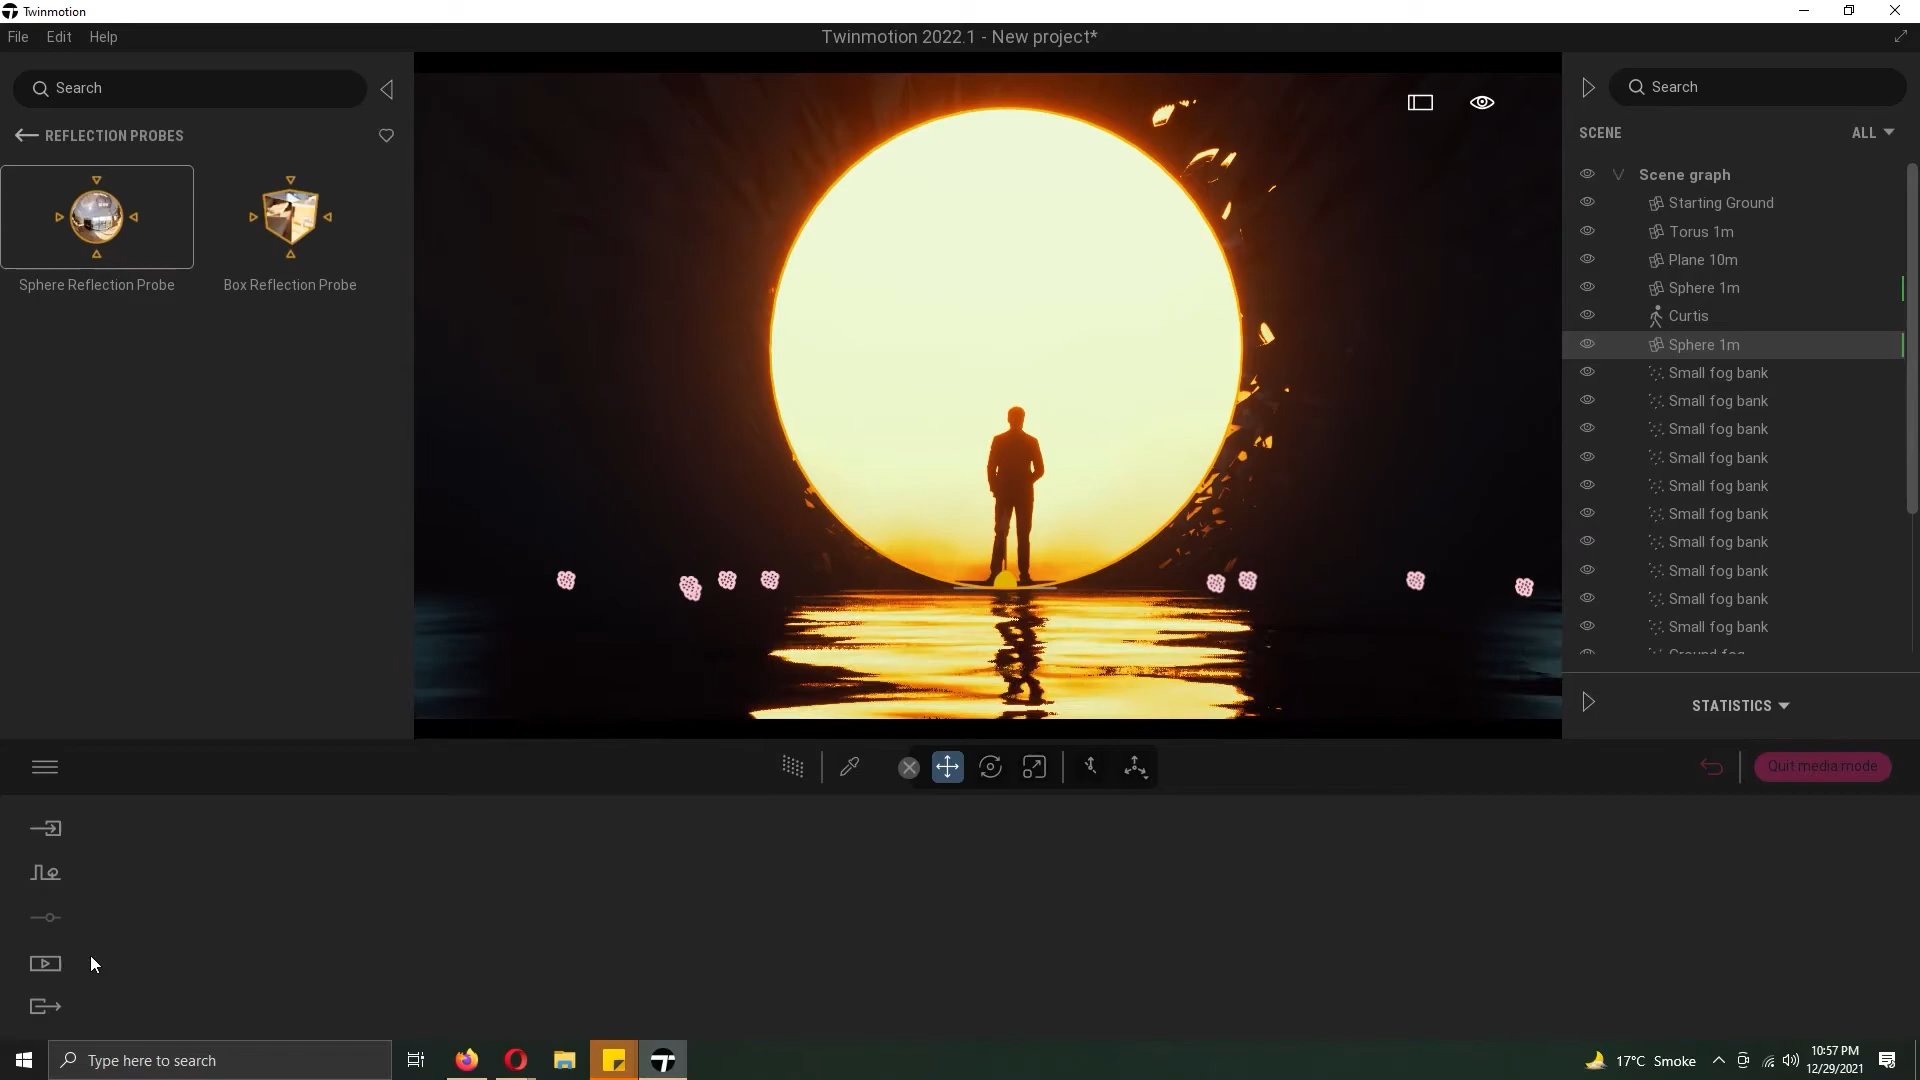 Twinmotion
File Edit Help
Twinmotion 2022.1 - New project*
Search
REFLECTION PROBES
Sphere Reflection Probe
Box Reflection Probe
Search
SCENE ALL
Scene graph
Starting Ground
Torus 1m
Plane 10m
Sphere 1m
Curtis
Sphere 1m
Small fog bank
Small fog bank
Small fog bank
Small fog bank
Small fog bank
Small fog bank
Small fog bank
Small fog bank
Small fog bank
Small fog bank
Ground fog
STATISTICS
Quit media mode
Type here to search
17°C Smoke
10:57 PM
12/29/2021